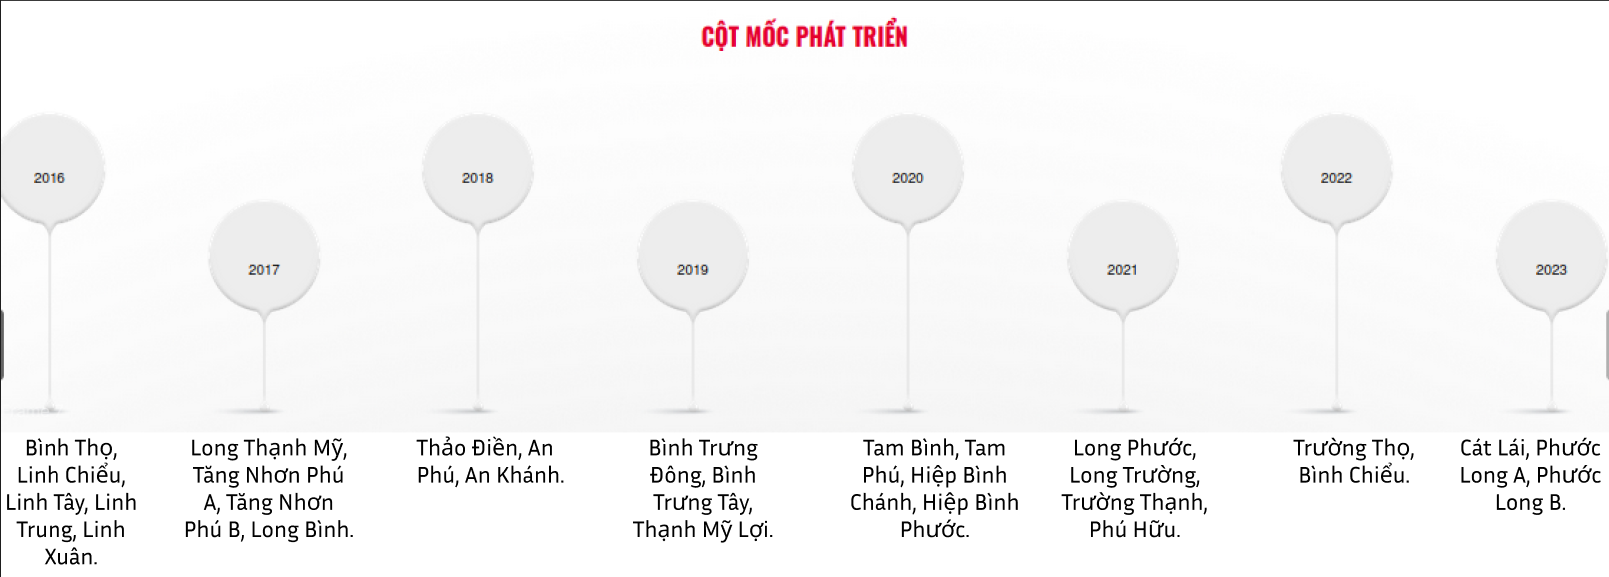 CỘT MỐC PHÁT TRIỂN
2016
2018
2020
2022
2017
2019
2021
2023
Bình Thọ,
Linh Chiểu,
Linh Tây, Linh
Trung, Linh
Xuân.
Long Thạnh Mỹ,
Tăng Nhơn Phú
A, Tăng Nhơn
Phú B, Long Bình.
Thảo Điền, An
Phú, An Khánh.
Bình Trưng
Đông, Bình
Trưng Tây,
Thạnh Mỹ Lợi.
Tam Bình, Tam
Phú, Hiệp Bình
Chánh, Hiệp Bình
Phước.
Long Phước,
Long Trường,
Trường Thạnh,
Phú Hữu.
Trường Thọ,
Bình Chiểu.
Cát Lái, Phước
Long A, Phước
Long B.